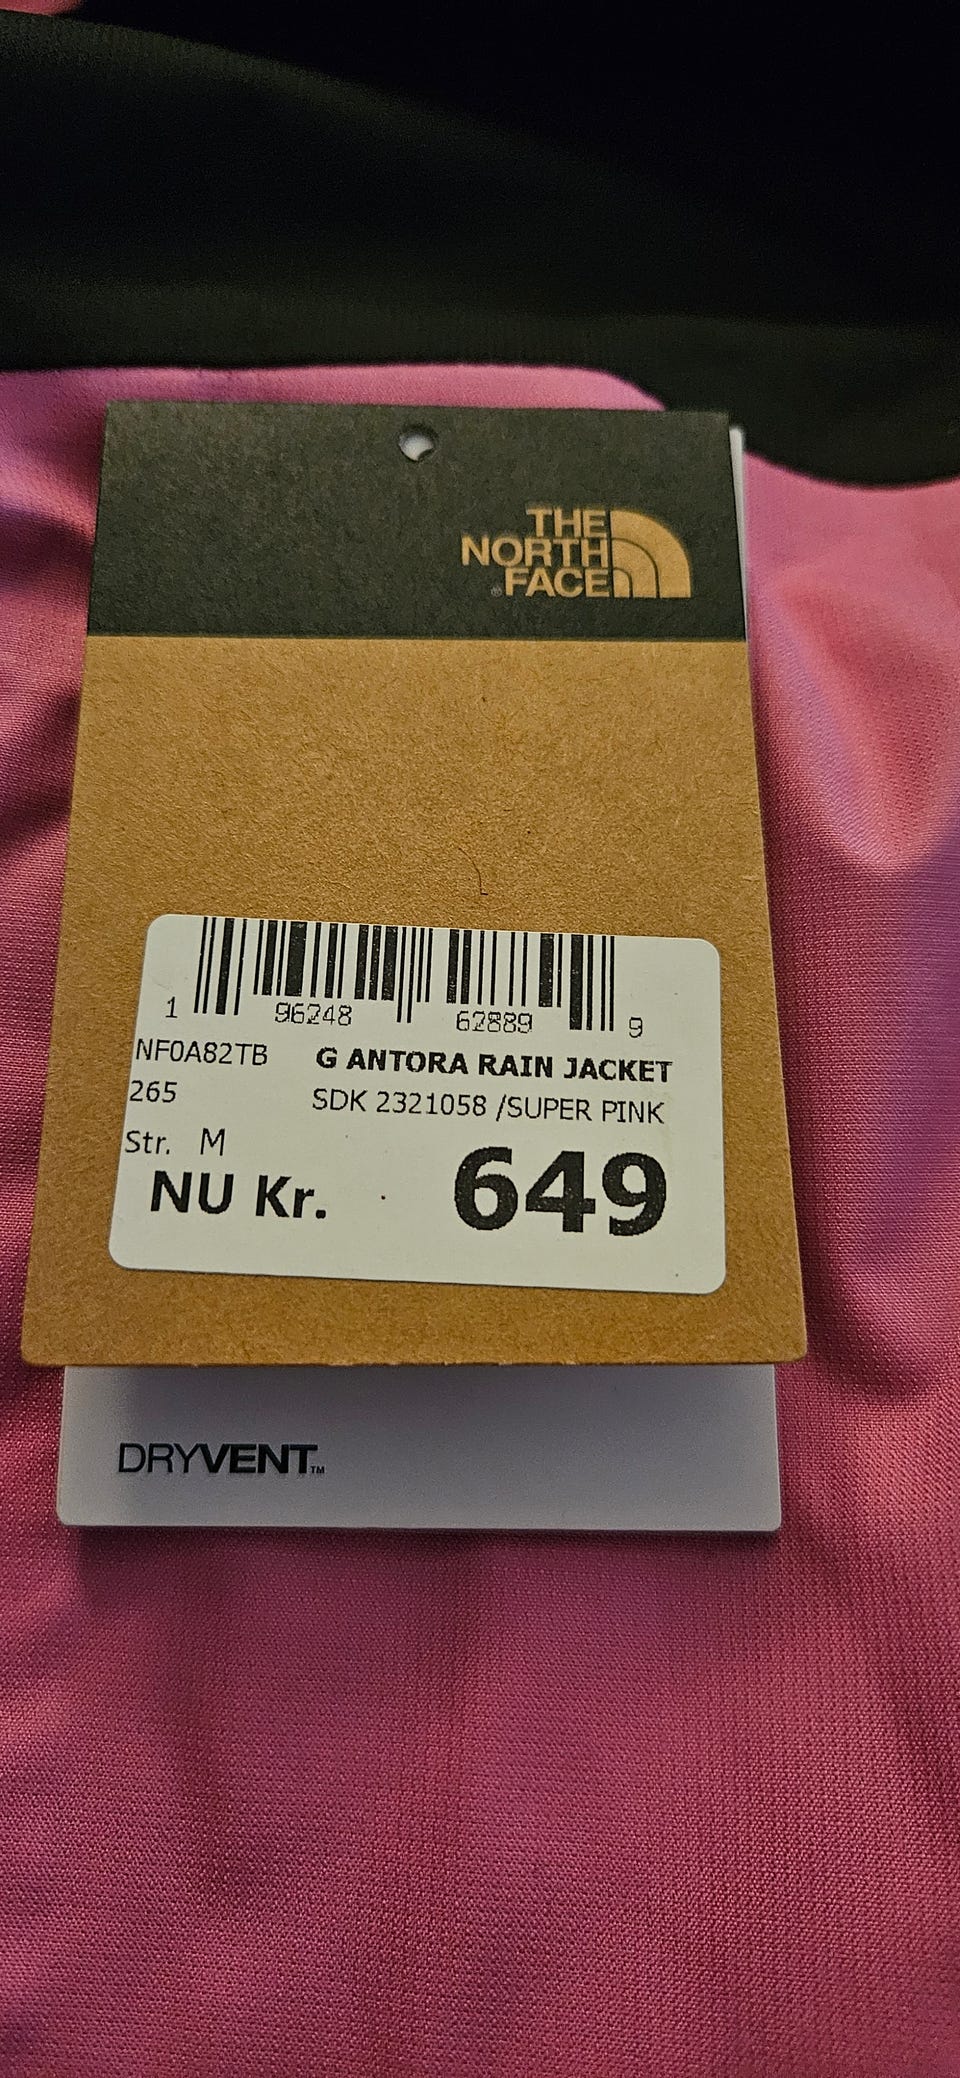 THE
NORTH
® FACE
1 96248 62889 9
NF0A82TB G ANTORA RAIN JACKET
265 SDK 2321058 /SUPER PINK
Str. M
NU Kr. 649
DRYVENT™